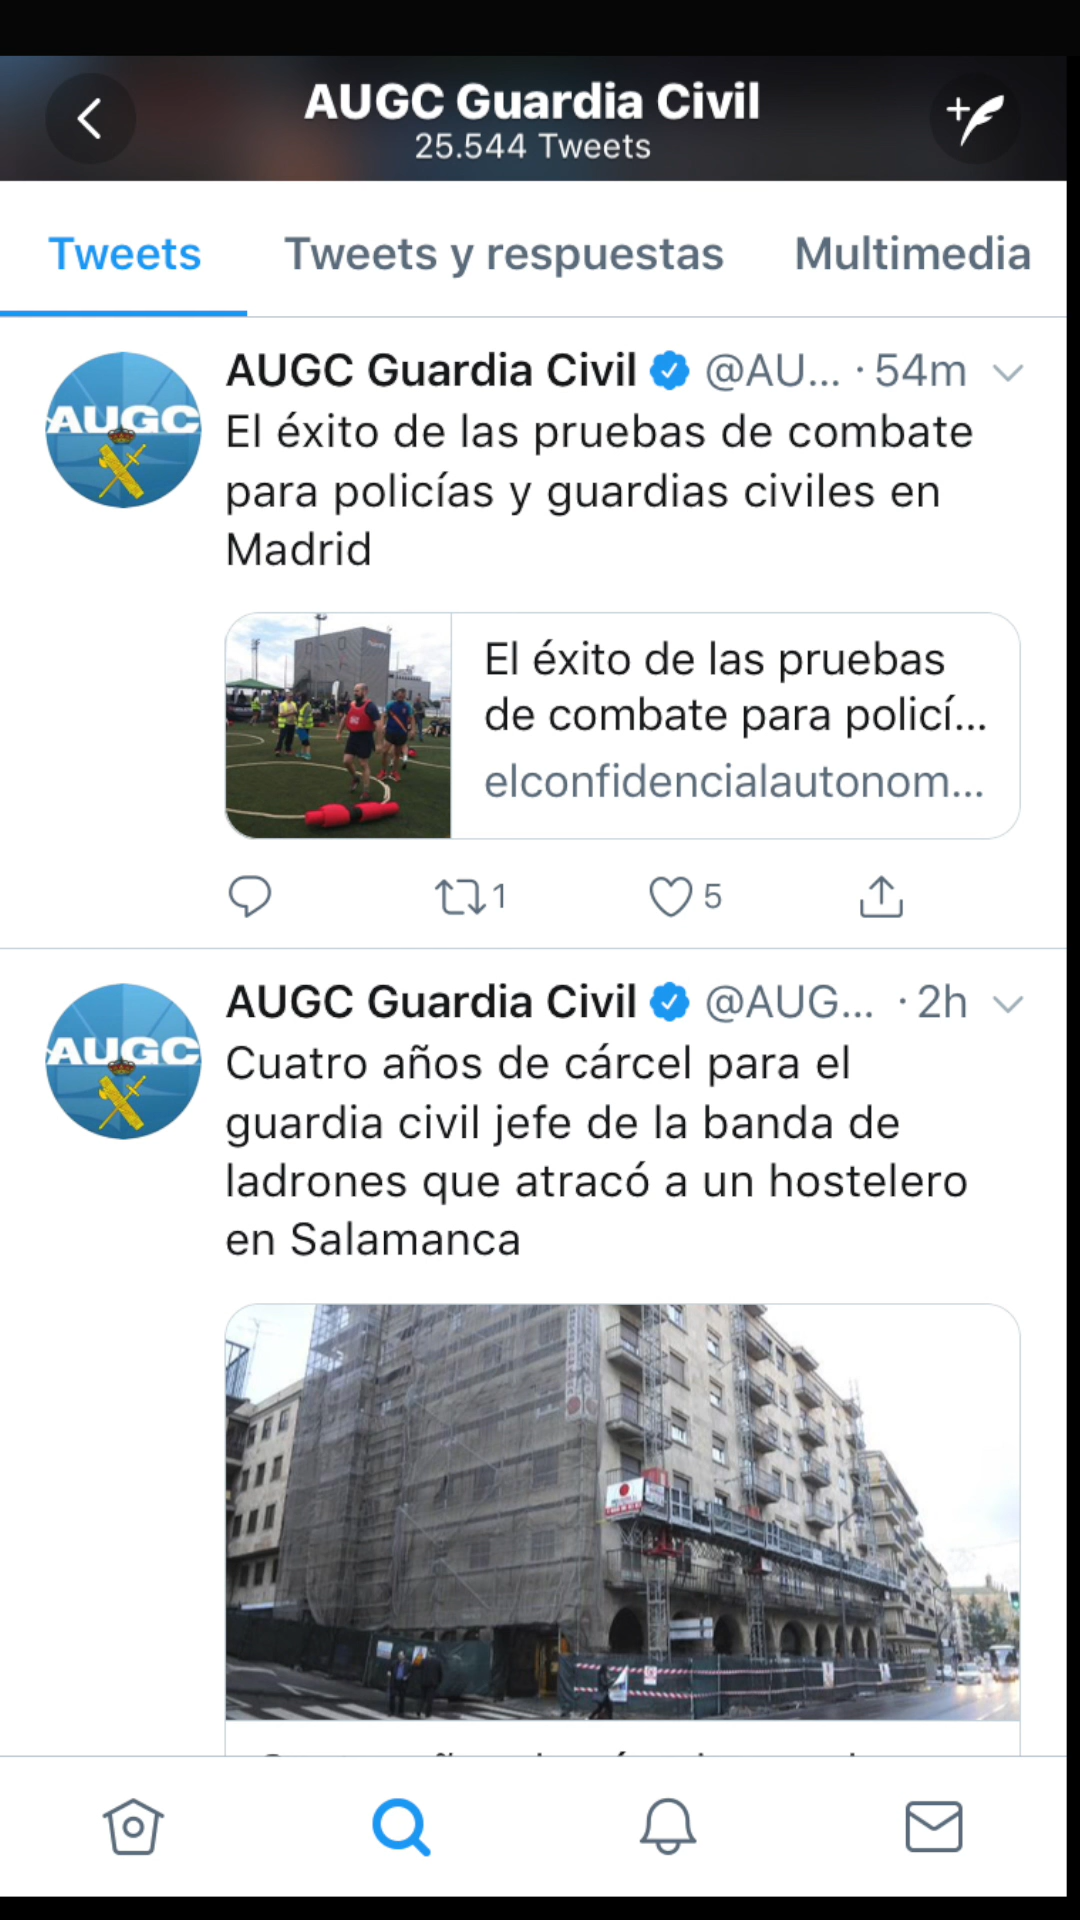 AUGC Guardia Civil
25.544 Tweets
Tweets
Tweets y respuestas
Multimedia
AUGC Guardia Civil @AU... · 54m
AUGC
El éxito de las pruebas de combate
para policías y guardias civiles en
Madrid
El éxito de las pruebas
de combate para policí...
elconfidencialautonom...
1
5
AUGC Guardia Civil @AUG... · 2h
AUGC
Cuatro años de cárcel para el
guardia civil jefe de la banda de
ladrones que atracó a un hostelero
en Salamanca